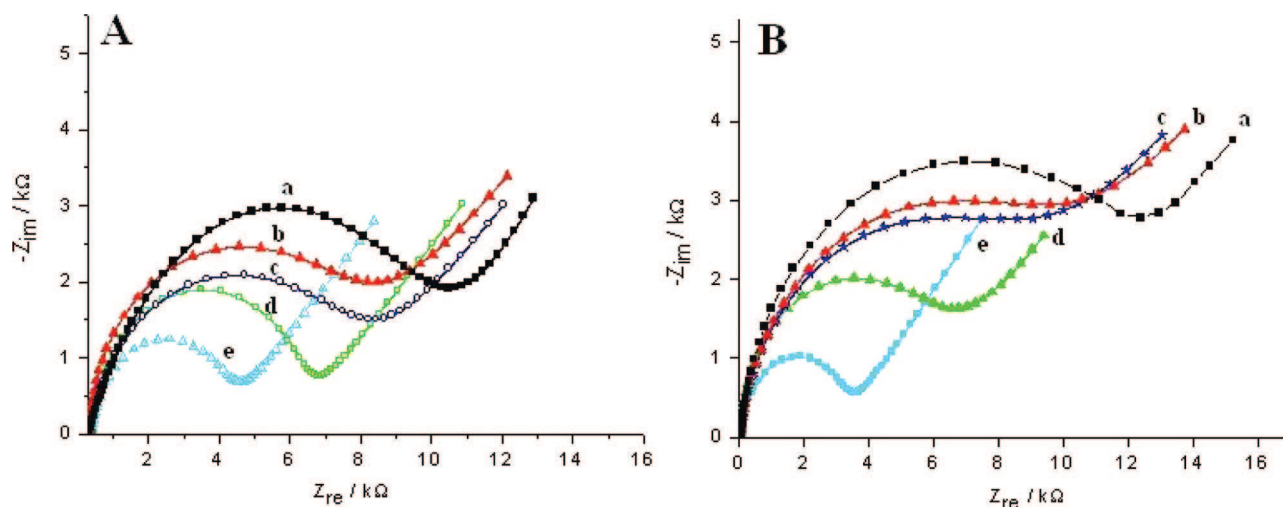 A
-Z_im / kΩ
5
4
3
2
1
0
a
b
c
d
e
2 4 6 8 10 12 14 16
Z_re / kΩ
B
-Z_im / kΩ
5
4
3
2
1
0
c b a
e d
0 2 4 6 8 10 12 14 16
Z_re / kΩ